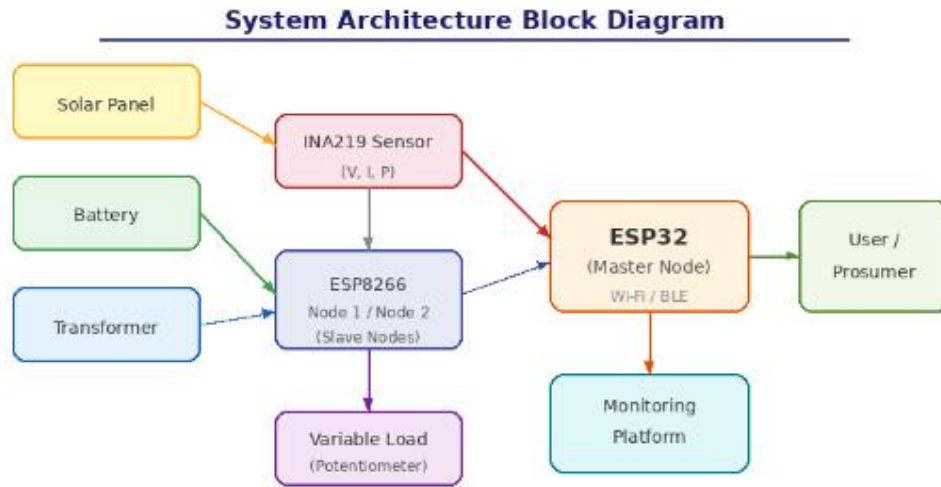 System Architecture Block Diagram
Solar Panel
INA219 Sensor
(V, I, P)
Battery
ESP32
(Master Node)
Wi-Fi / BLE
User /
Prosumer
ESP8266
Node 1 / Node 2
(Slave Nodes)
Transformer
Monitoring
Platform
Variable Load
(Potentiometer)